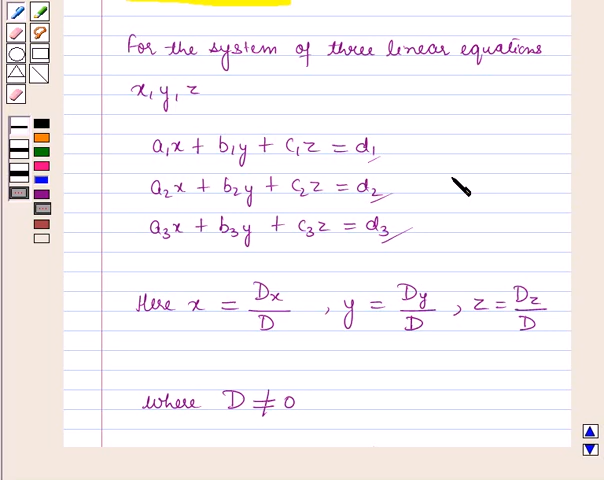 For the system of three linear equations
x, y, z
a₁x + b₁y + c₁z = d₁
a₂x + b₂y + c₂z = d₂
a₃x + b₃y + c₃z = d₃
Here x = Dx/D , y = Dy/D , z = Dz/D
where D ≠ 0